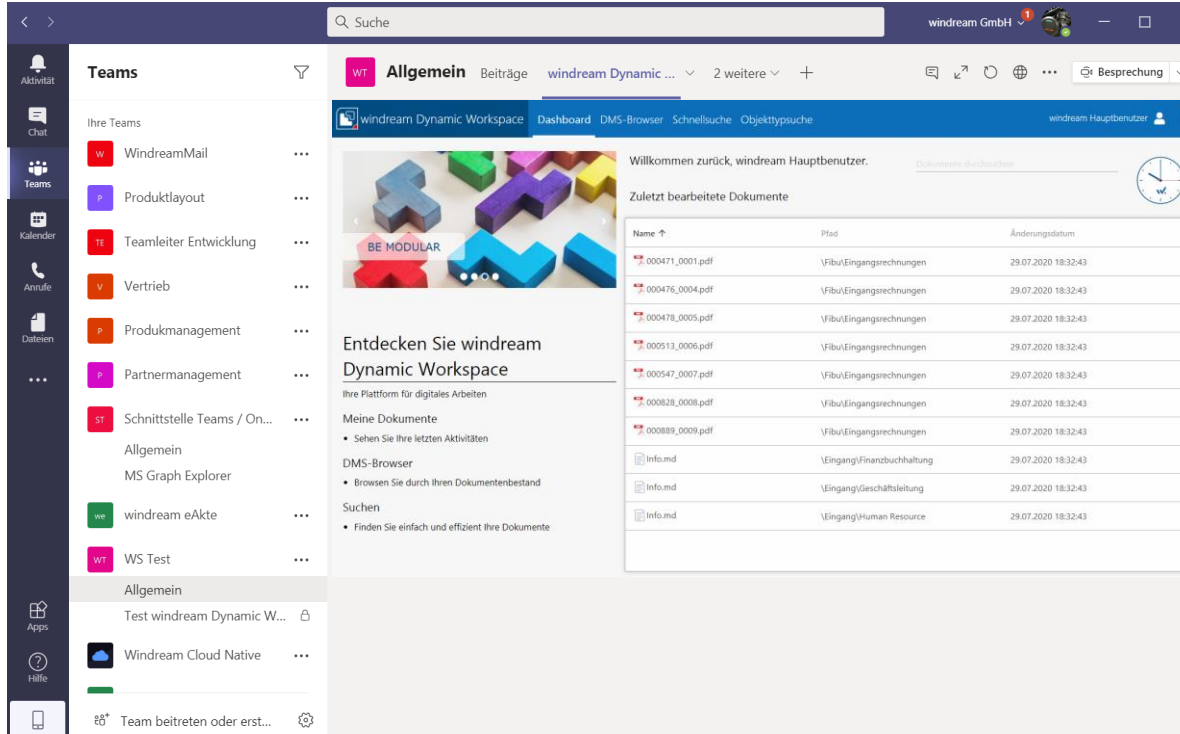 Suche
windream GmbH
1
Aktivität
Chat
Teams
Kalender
Anrufe
Dateien
Apps
Hilfe
Teams
Ihre Teams
W WindreamMail
P Produktlayout
TE Teamleiter Entwicklung
V Vertrieb
P Produkmanagement
P Partnermanagement
ST Schnittstelle Teams / On...
Allgemein
MS Graph Explorer
we windream eAkte
WT WS Test
Allgemein
Test windream Dynamic W...
Windream Cloud Native
Team beitreten oder erst...
WT Allgemein Beiträge windream Dynamic ... 2 weitere Besprechung
windream Dynamic Workspace Dashboard DMS-Browser Schnellsuche Objekttypsuche windream Hauptbenutzer
BE MODULAR
Entdecken Sie windream
Dynamic Workspace
Ihre Plattform für digitales Arbeiten
Meine Dokumente
• Sehen Sie Ihre letzten Aktivitäten
DMS-Browser
• Browsen Sie durch Ihren Dokumentenbestand
Suchen
• Finden Sie einfach und effizient Ihre Dokumente
Willkommen zurück, windream Hauptbenutzer. Dokumente durchsuchen
w.
Zuletzt bearbeitete Dokumente
Name ↑ Pfad Änderungsdatum
000471_0001.pdf \Fibu\Eingangsrechnungen 29.07.2020 18:32:43
000476_0004.pdf \Fibu\Eingangsrechnungen 29.07.2020 18:32:43
000478_0005.pdf \Fibu\Eingangsrechnungen 29.07.2020 18:32:43
000513_0006.pdf \Fibu\Eingangsrechnungen 29.07.2020 18:32:43
000547_0007.pdf \Fibu\Eingangsrechnungen 29.07.2020 18:32:43
000828_0008.pdf \Fibu\Eingangsrechnungen 29.07.2020 18:32:43
000889_0009.pdf \Fibu\Eingangsrechnungen 29.07.2020 18:32:43
Info.md \Eingang\Finanzbuchhaltung 29.07.2020 18:32:43
Info.md \Eingang\Geschäftsleitung 29.07.2020 18:32:43
Info.md \Eingang\Human Resource 29.07.2020 18:32:43